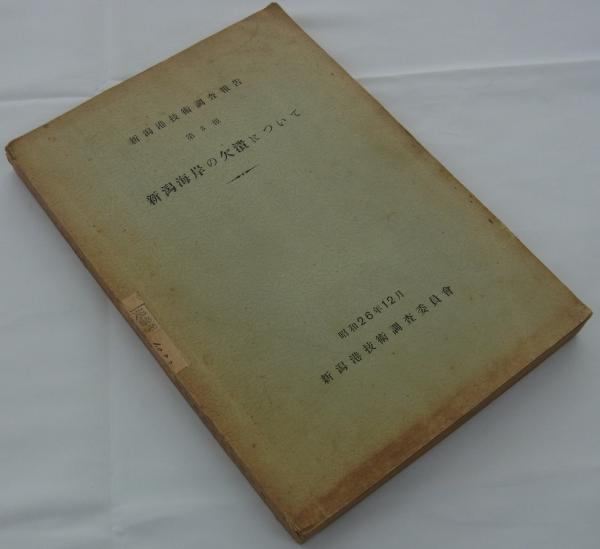 新潟港技術調査報告
第5部
新潟海岸の欠潰について
昭和26年12月
新潟港技術調査委員會